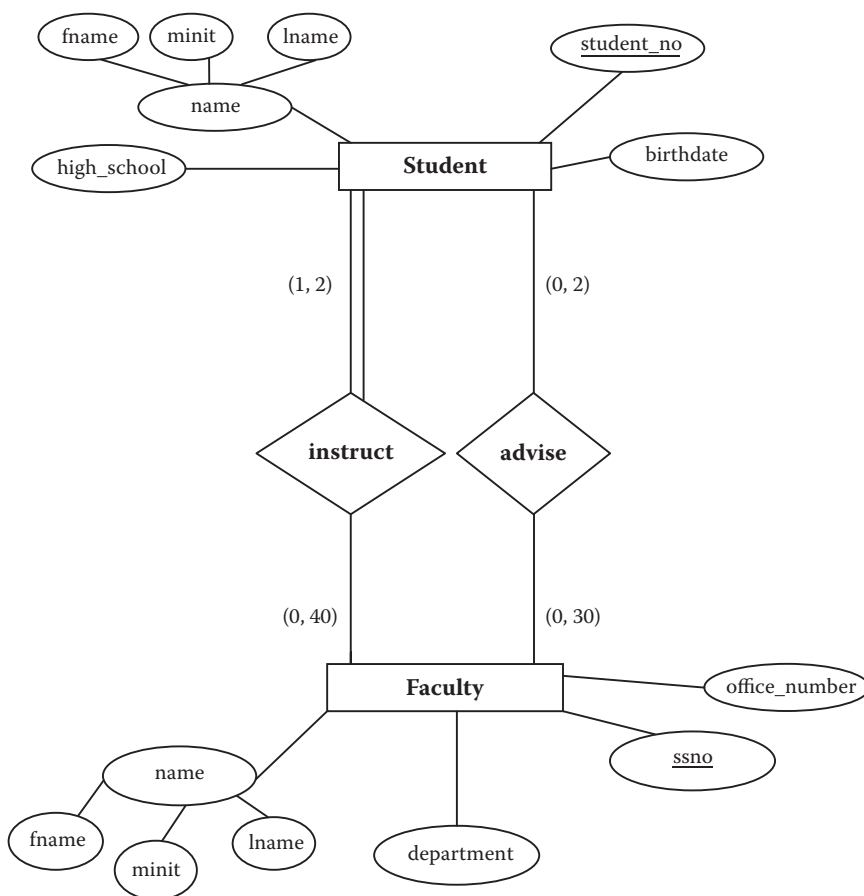 fname
minit
lname
student_no
name
high_school
Student
birthdate
(1, 2)
(0, 2)
instruct
advise
(0, 40)
(0, 30)
Faculty
office_number
name
ssno
fname
minit
lname
department